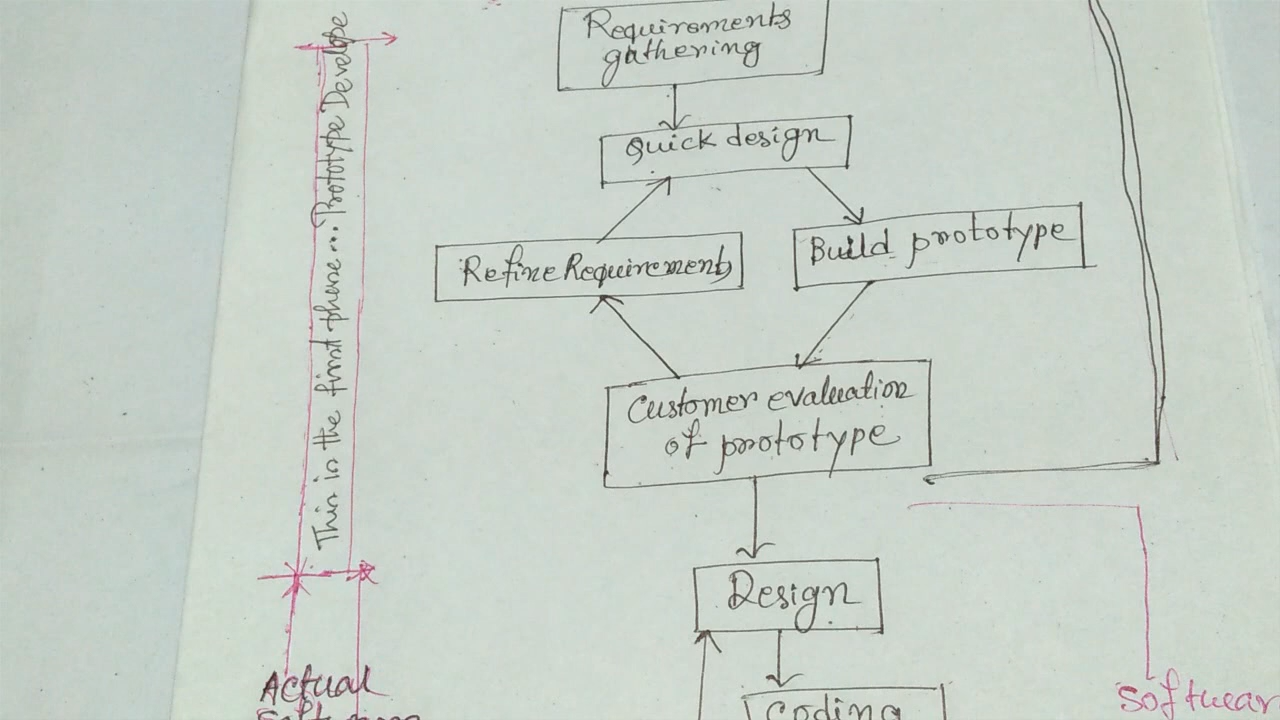 Requirements
gathering
Quick design
Refine Requirements
Build prototype
Customer evaluation
of prototype
Design
Coding
This is the first phase... Prototype Develope
Actual
Softwar